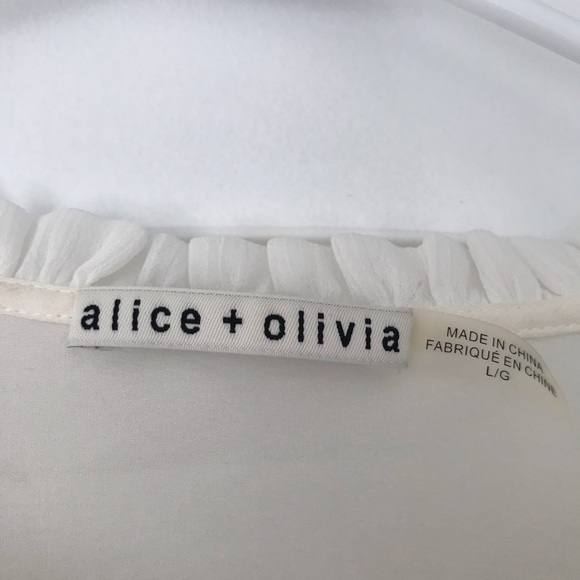 alice + olivia
MADE IN CHINA
FABRIQUÉ EN CHINE
L/G